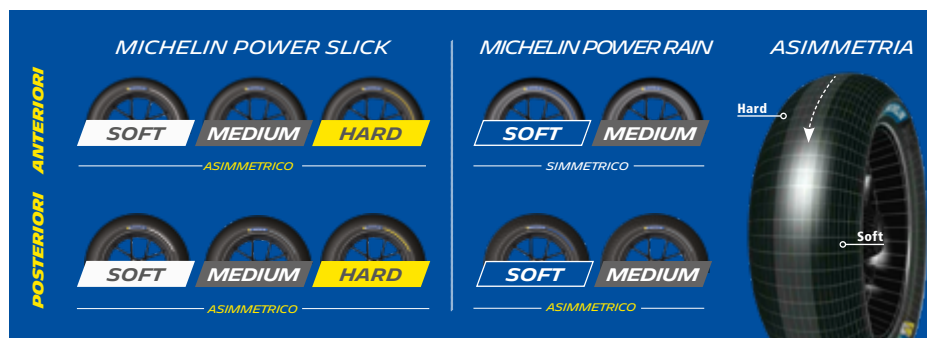 MICHELIN POWER SLICK
MICHELIN POWER RAIN
ASIMMETRIA
ANTERIORI
SOFT MEDIUM HARD
ASIMMETRICO
SOFT MEDIUM
SIMMETRICO
Hard
Soft
POSTERIORI
SOFT MEDIUM HARD
ASIMMETRICO
SOFT MEDIUM
ASIMMETRICO